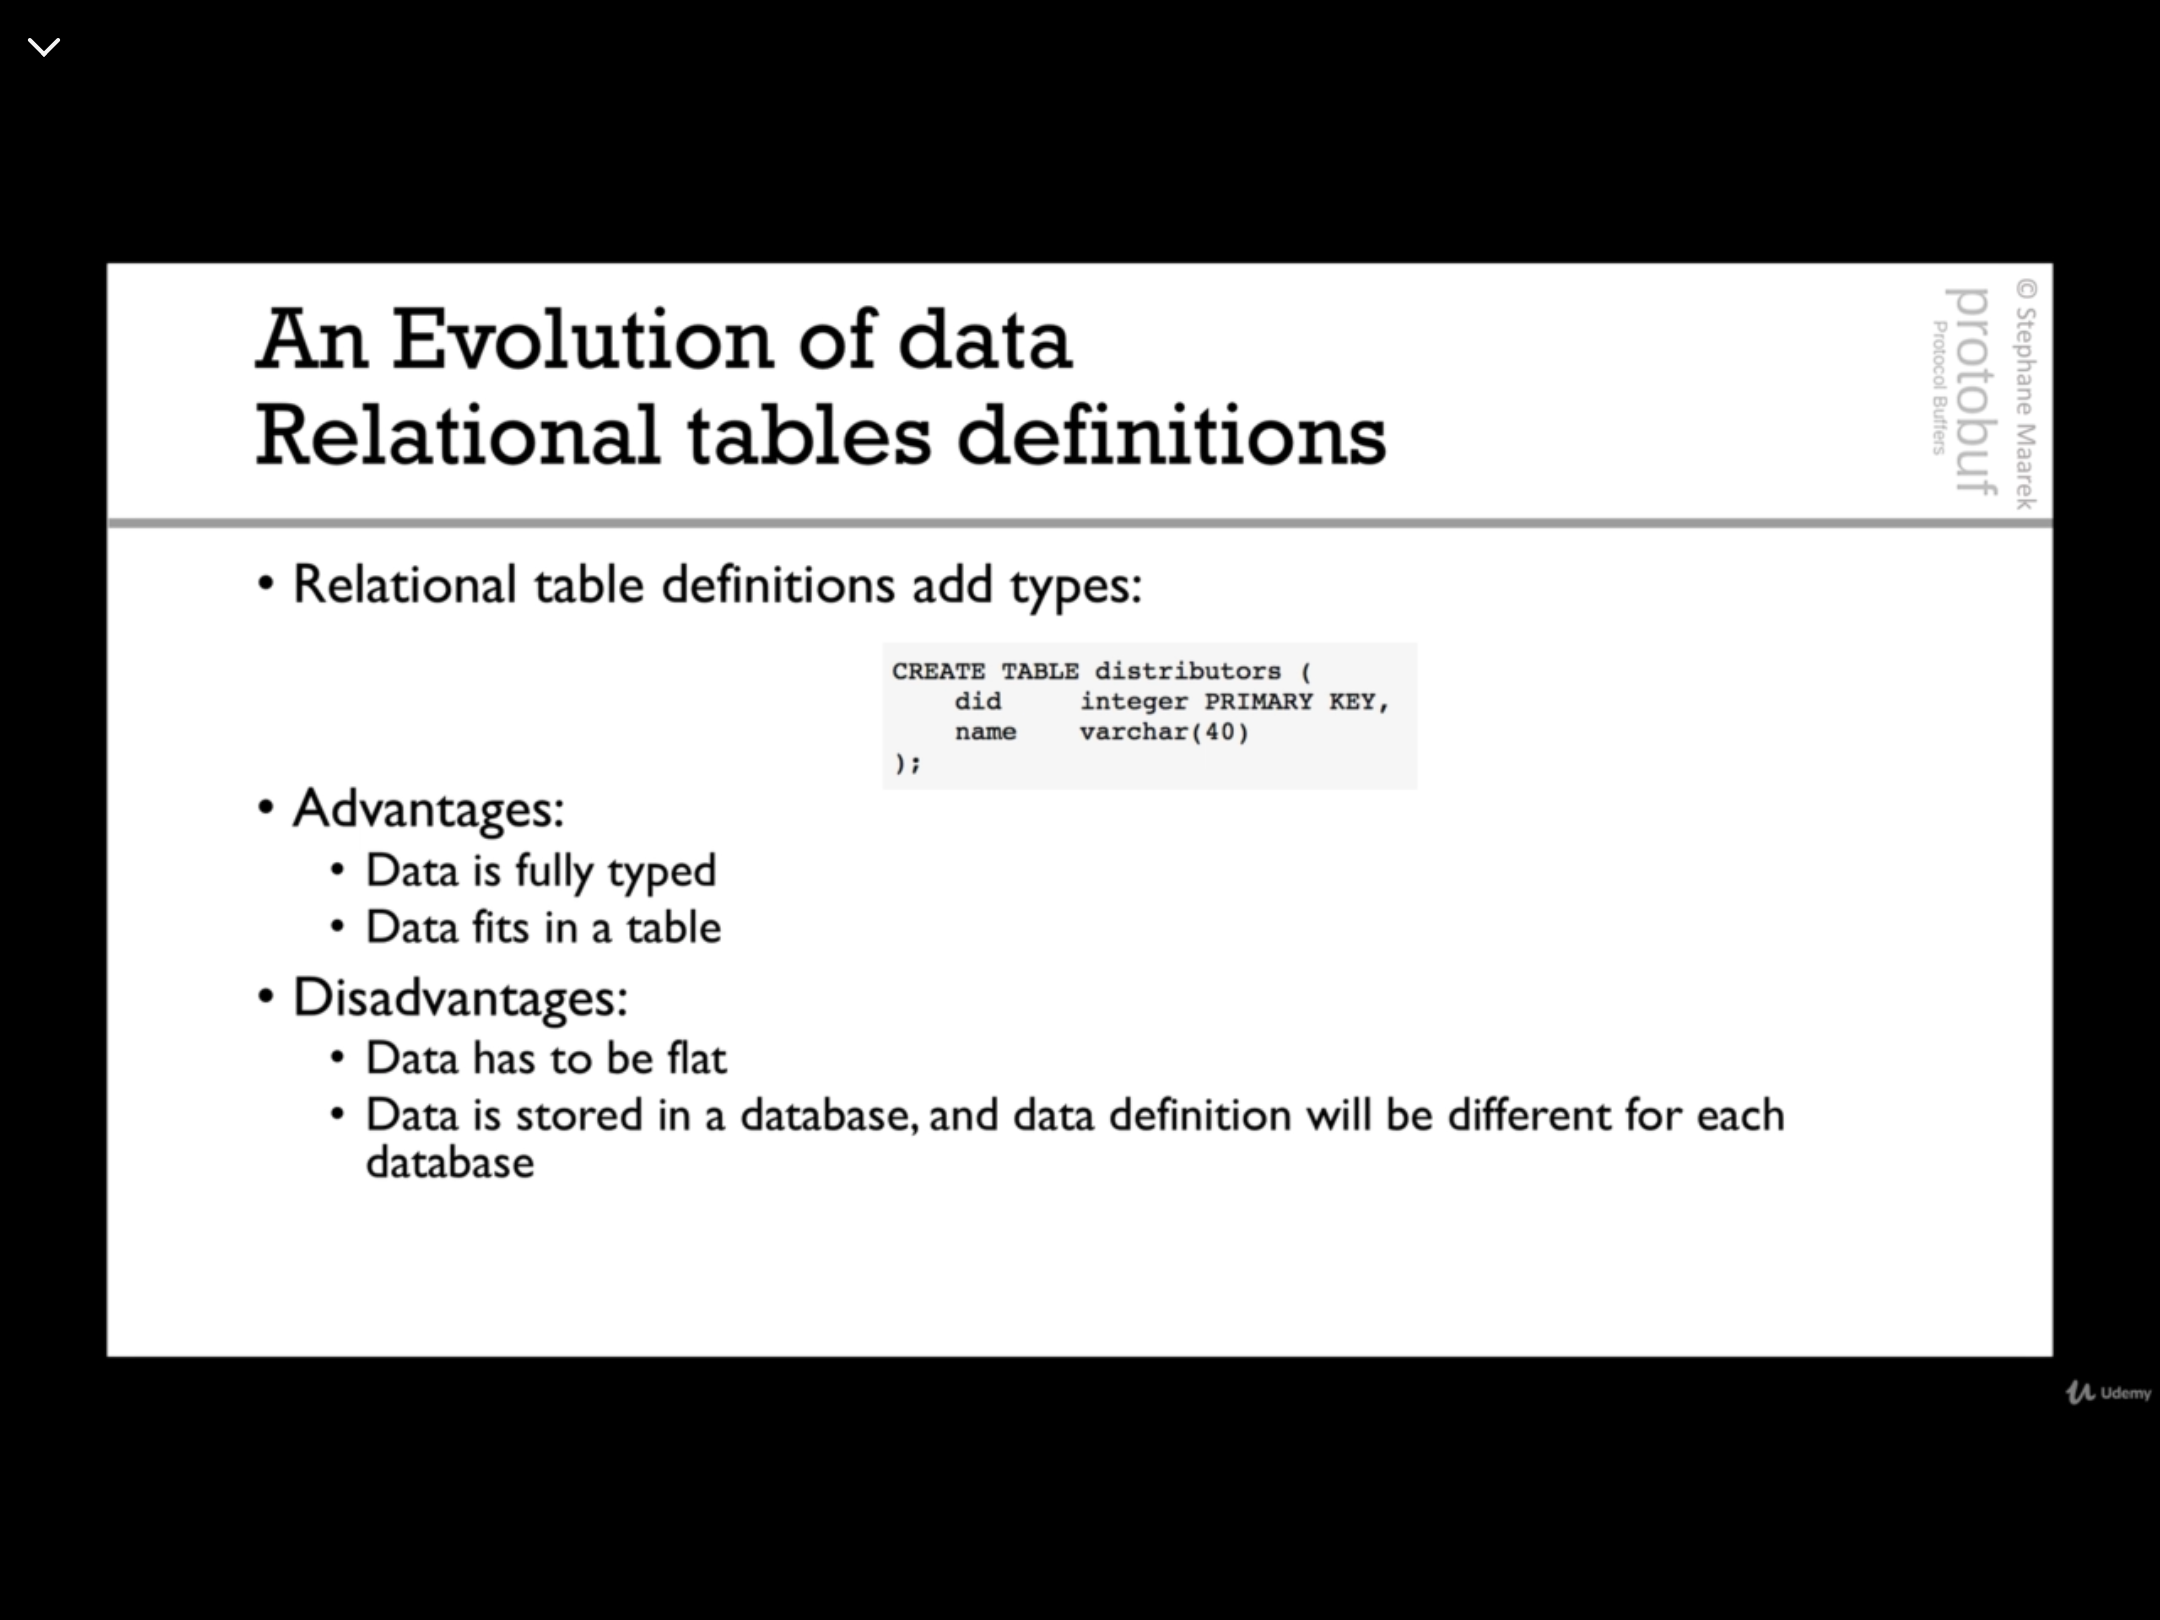 An Evolution of data
Relational tables definitions
© Stephane Maarek
protobuf
Protocol Buffers
• Relational table definitions add types:
CREATE TABLE distributors (
    did     integer PRIMARY KEY,
    name    varchar(40)
);
• Advantages:
• Data is fully typed
• Data fits in a table
• Disadvantages:
• Data has to be flat
• Data is stored in a database, and data definition will be different for each
database
Udemy